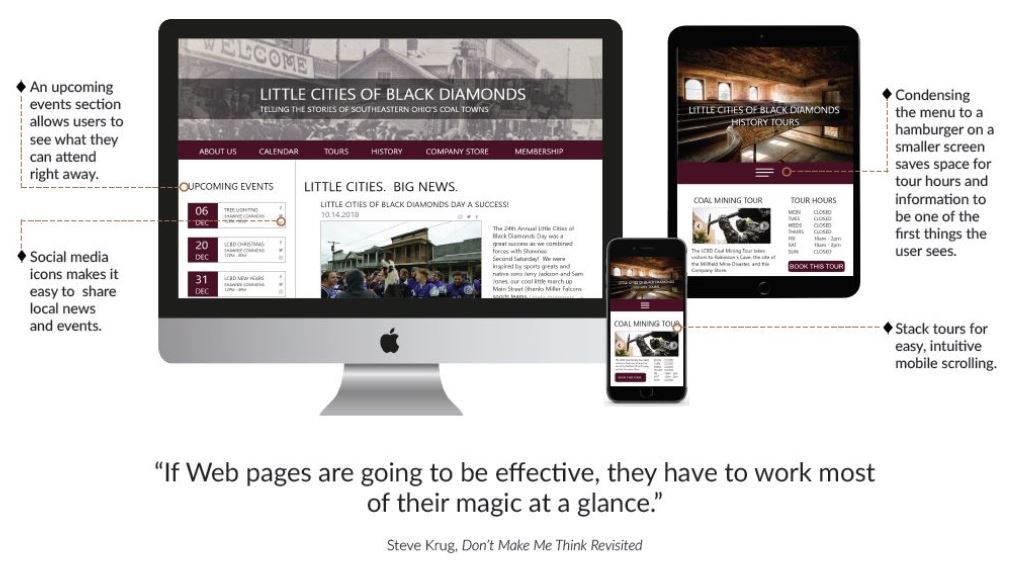 An upcoming
events section
allows users to
see what they
can attend
right away.
Social media
icons makes it
easy to share
local news
and events.
WELCOME
LITTLE CITIES OF BLACK DIAMONDS
TELLING THE STORIES OF SOUTHEASTERN OHIO'S COAL TOWNS
ABOUT US CALENDAR TOURS HISTORY COMPANY STORE MEMBERSHIP
UPCOMING EVENTS
06
DEC
TREE LIGHTING
20
DEC
LCBD CHRISTMAS
31
DEC
LCBD NEW YEARS
LITTLE CITIES. BIG NEWS.
LITTLE CITIES OF BLACK DIAMONDS DAY A SUCCESS!
10.14.2018
The 24th Annual Little Cities of
Black Diamonds Day was a
great success as we combined
forces with Shawnee
Second Saturday! We were
inspired by sports greats and
native sons Jerry Jackson and Sam
Jones, our cool little march up
Main Street (thanks Miller Falcons
LITTLE CITIES OF BLACK DIAMONDS
HISTORY TOURS
COAL MINING TOUR
The LCBD Coal Mining Tour takes
visitors to Robinson's Cave, the site of
the Millfield Mine Disaster, and the
Company Store.
TOUR HOURS
MON CLOSED
TUES CLOSED
WEDS CLOSED
THURS CLOSED
FRI 10am - 2pm
SAT 10am - 2pm
SUN CLOSED
BOOK THIS TOUR
COAL MINING TOUR
BOOK THIS TOUR
Condensing
the menu to a
hamburger on a
smaller screen
saves space for
tour hours and
information to
be one of the
first things the
user sees.
Stack tours for
easy, intuitive
mobile scrolling.
“If Web pages are going to be effective, they have to work most
of their magic at a glance.”
Steve Krug, Don’t Make Me Think Revisited